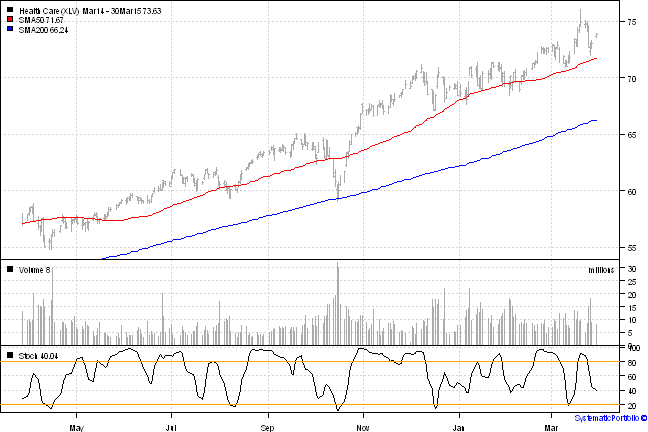 Health Care (XLV) Mar14 - 30Mar15 73.63
SMA50 71.67
SMA200 66.24
75
70
65
60
55
Volume 8
millions
30
25
20
15
10
5
0
Stoch 40.04
100
80
60
40
20
May
Jul
Sep
Nov
Jan
Mar
SystematicPortfolio ©